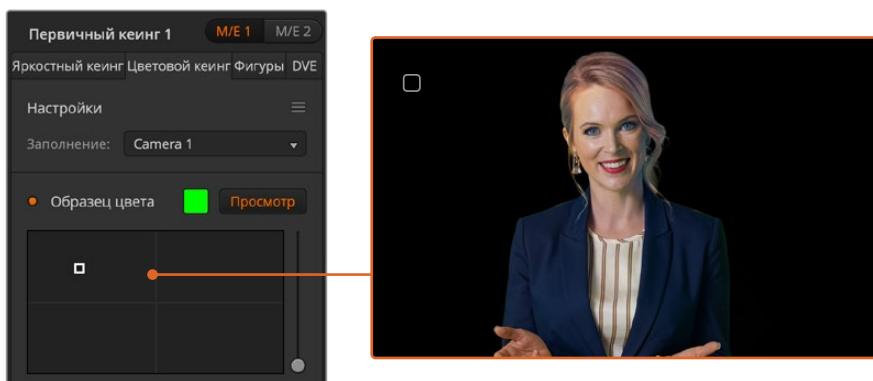 Первичный кеинг 1 M/E 1 M/E 2
Яркостный кеинг Цветовой кеинг Фигуры DVE
Настройки
Заполнение: Camera 1
Образец цвета Просмотр